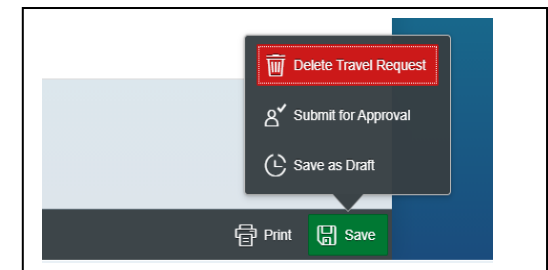 Delete Travel Request
Submit for Approval
Save as Draft
Print Save